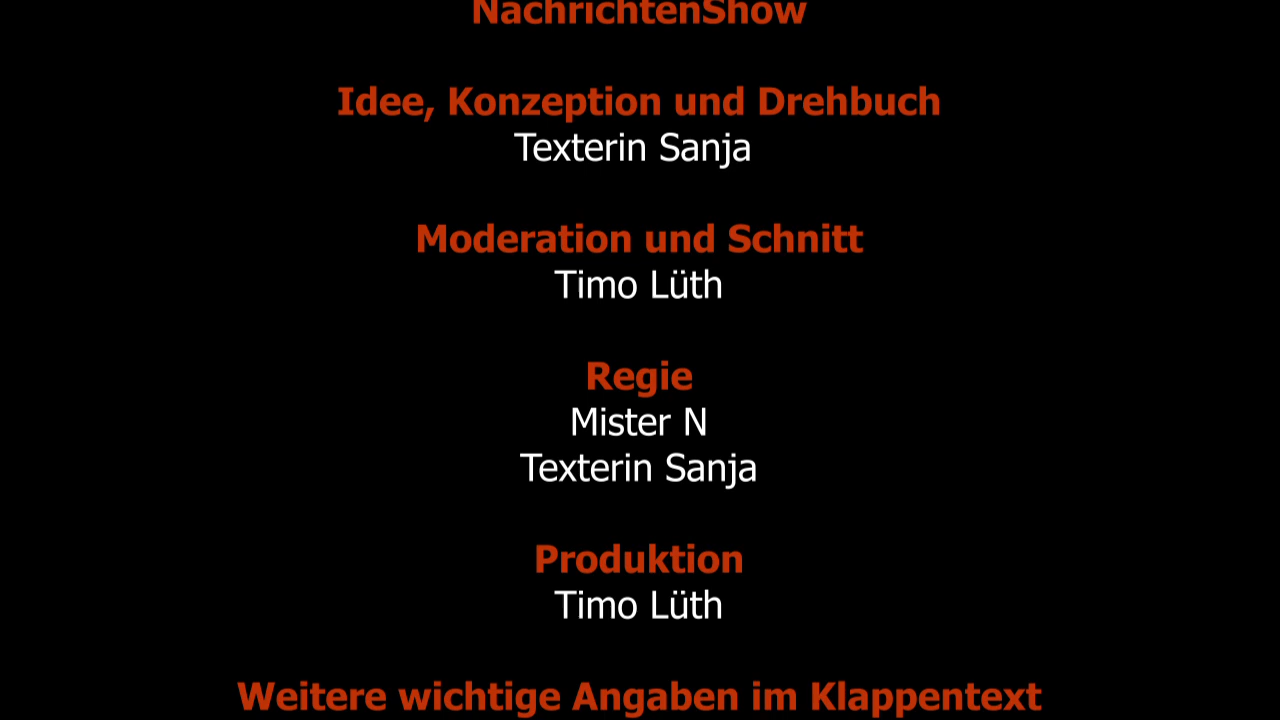 NachrichtenShow
Idee, Konzeption und Drehbuch
Texterin Sanja
Moderation und Schnitt
Timo Lüth
Regie
Mister N
Texterin Sanja
Produktion
Timo Lüth
Weitere wichtige Angaben im Klappentext